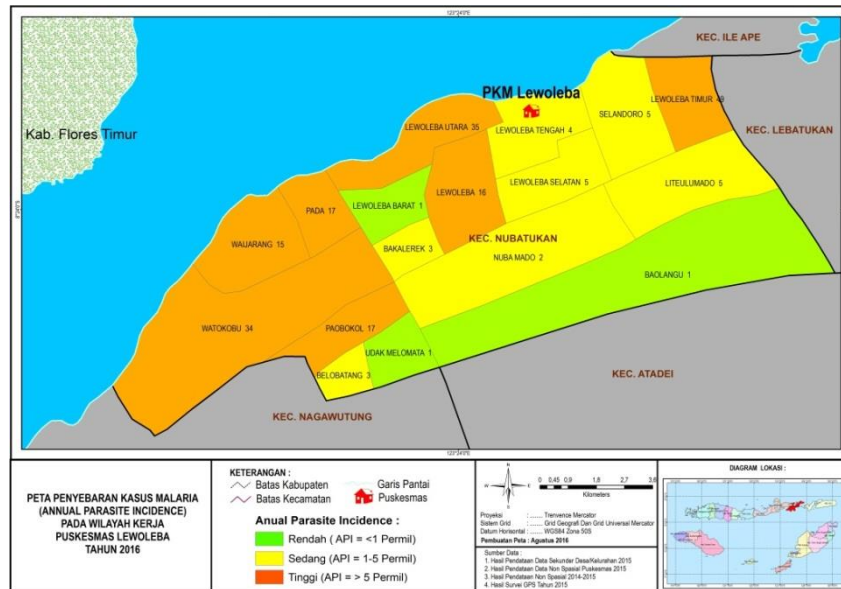 123°24'0"E
KEC. ILE APE
PKM Lewoleba
LEWOLEBA TIMUR 49
SELANDORO 5
Kab. Flores Timur
LEWOLEBA UTARA 35
LEWOLEBA TENGAH 4
KEC. LEBATUKAN
LEWOLEBA SELATAN 5
LITEULUMADO 5
PADA 17
LEWOLEBA BARAT 1
LEWOLEBA 16
WAIJARANG 15
BAKALEREK 3
KEC. NUBATUKAN
NUBA MADO 2
BAOLANGU 1
WATOKOBU 34
PAOBOKOL 17
UDAK MELOMATA 1
BELOBATANG 3
KEC. ATADEI
KEC. NAGAWUTUNG
123°24'0"E
PETA PENYEBARAN KASUS MALARIA
(ANNUAL PARASITE INCIDENCE)
PADA WILAYAH KERJA
PUSKESMAS LEWOLEBA
TAHUN 2016
KETERANGAN :
Batas Kabupaten
Garis Pantai
Batas Kecamatan
Puskesmas
Anual Parasite Incidence :
Rendah ( API = <1 Permil)
Sedang (API = 1-5 Permil)
Tinggi (API = > 5 Permil)
0 0,45 0,9 1,8 2,7 3,6
Kilometers
Proyeksi : ....... Trenvence Mercator
Sistem Grid : ....... Grid Geografi Dan Grid Universal Mercator
Datum Horisontal : ....... WGS84 Zona 50S
Pembuatan Peta : Agustus 2016
Sumber Data :
1. Hasil Pendataan Data Sekunder Desa/Kelurahan 2015
2. Hasil Pendataan Data Non Spasial Puskesmas 2015
3. Hasil Pendataan Non Spasial 2014-2015
4. Hasil Survei GPS Tahun 2015
DIAGRAM LOKASI :